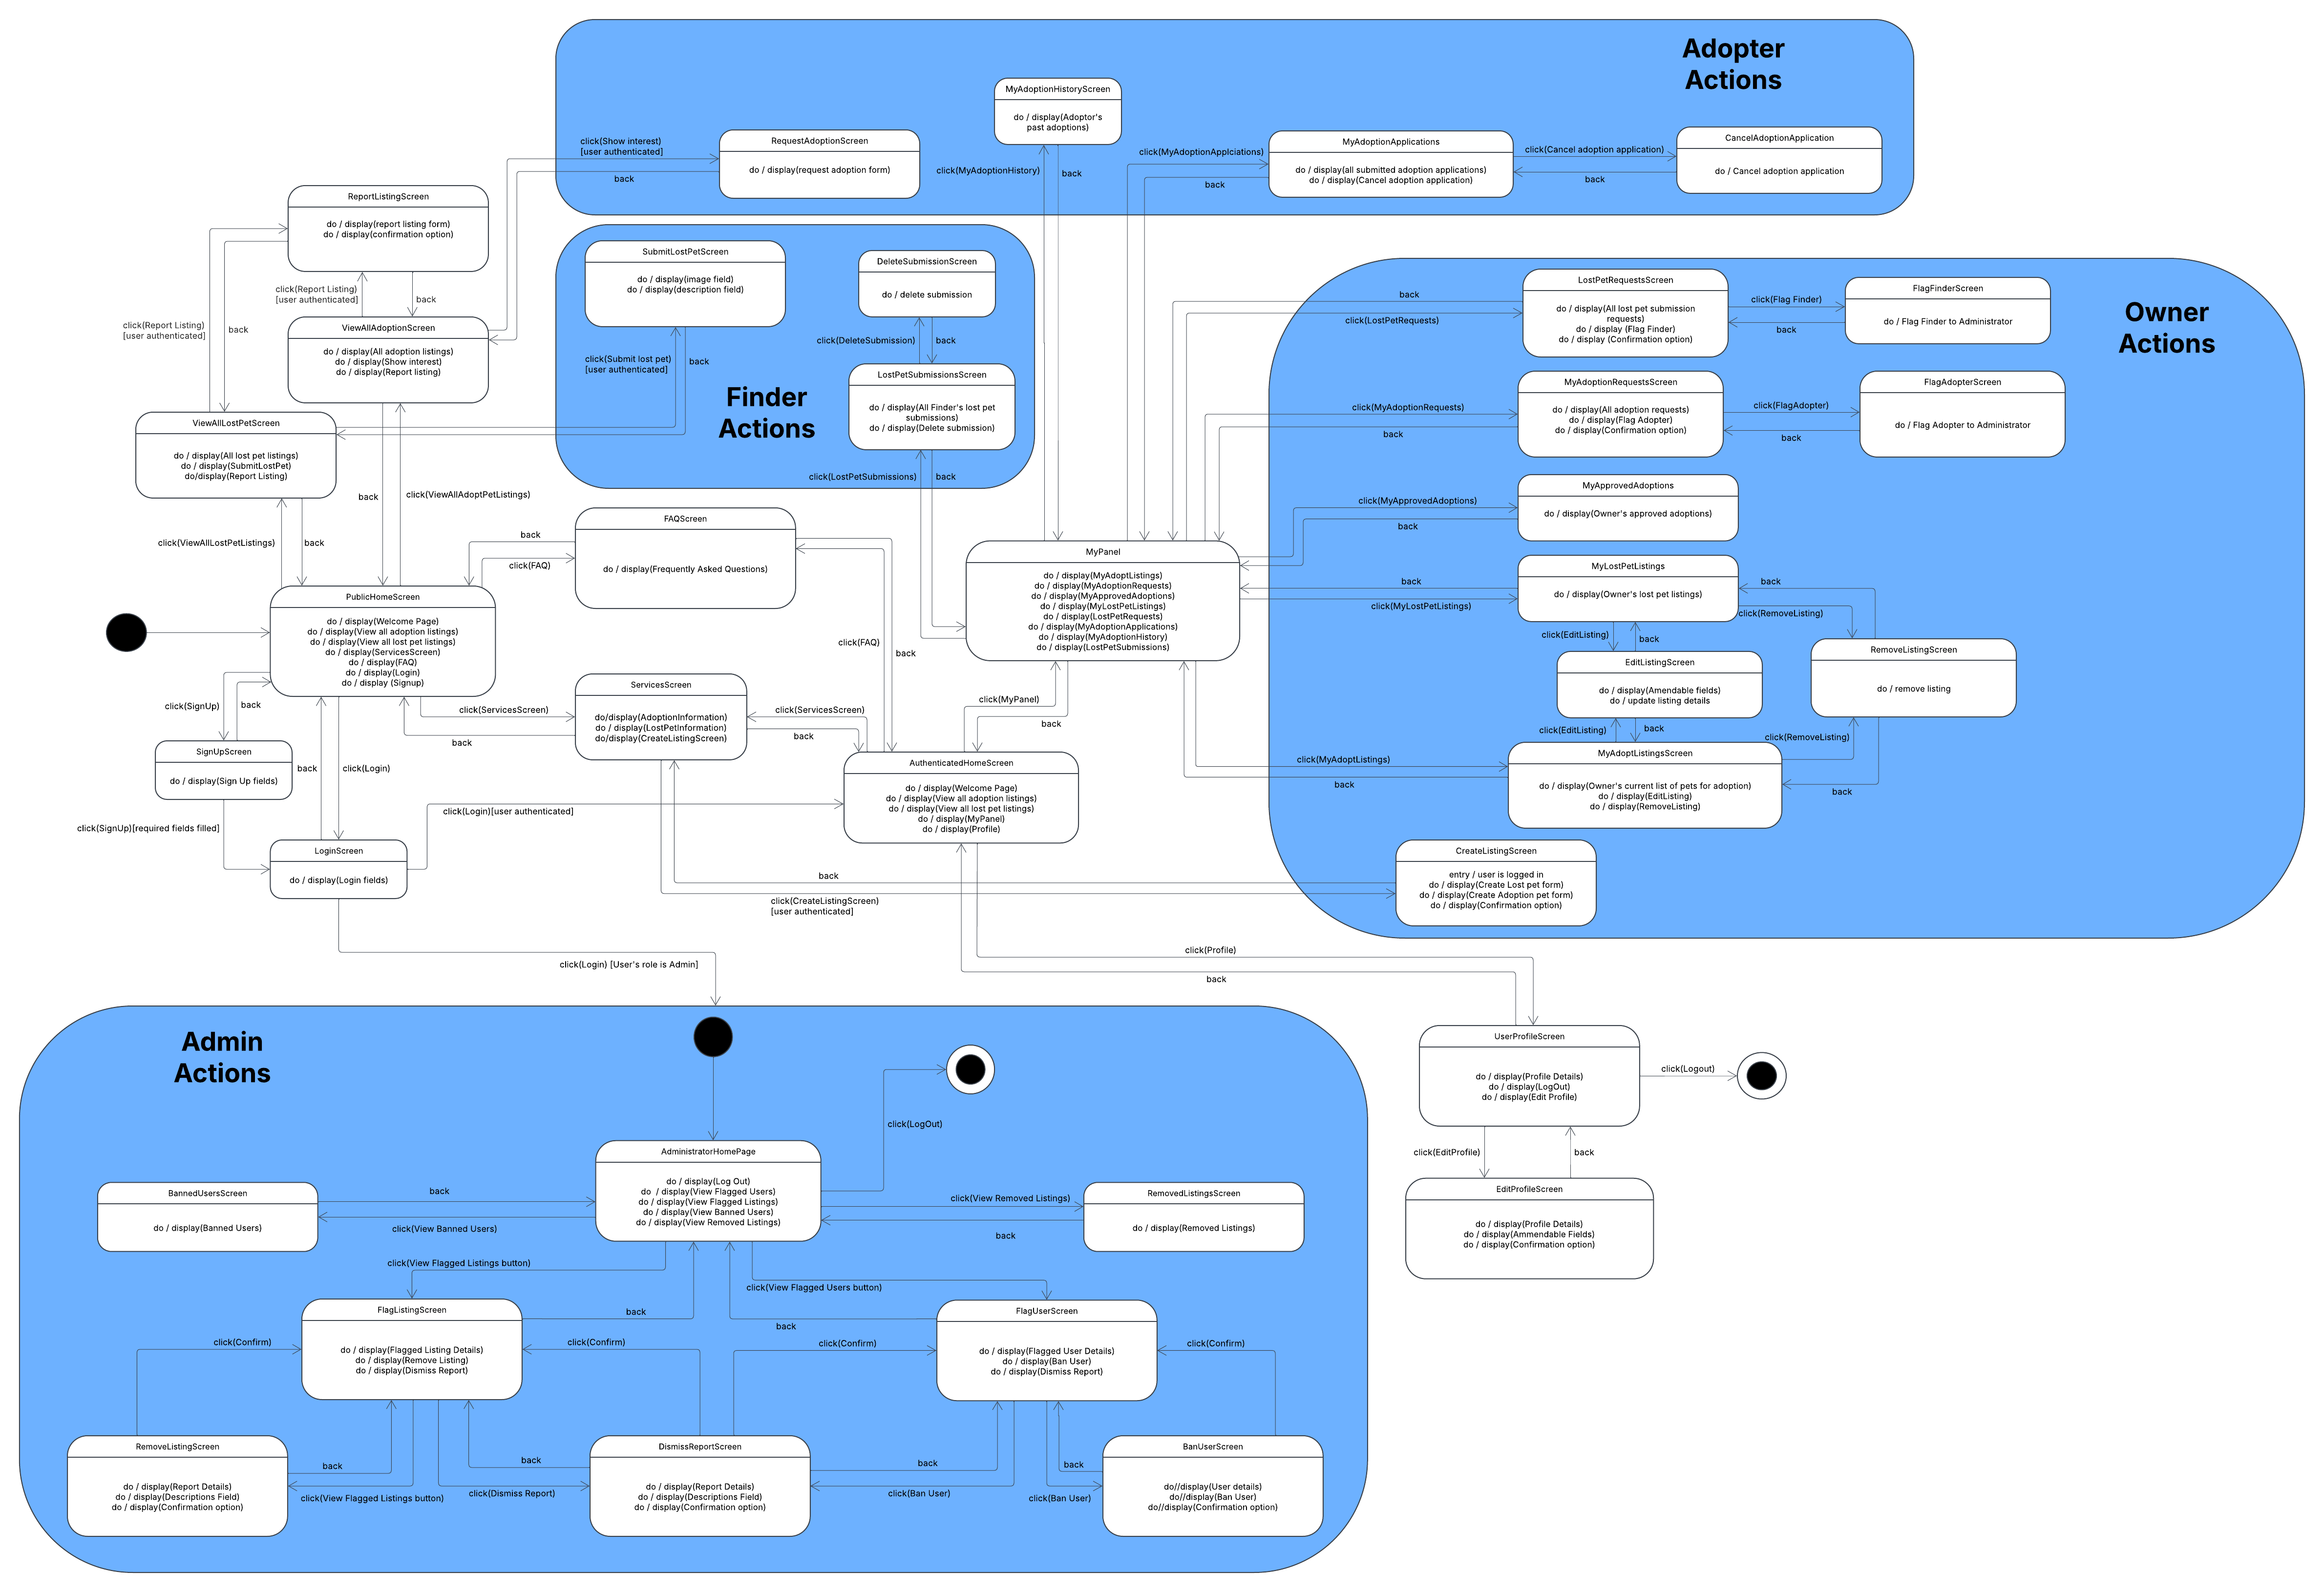 Adopter
Actions
MyAdoptionHistoryScreen
do / display(Adoptor's
past adoptions)
click(Show interest)
[user authenticated]
back
RequestAdoptionScreen
do / display(request adoption form)
click(MyAdoptionHistory)
back
click(MyAdoptionApplciations)
back
MyAdoptionApplications
do / display(all submitted adoption applications)
do / display(Cancel adoption application)
click(Cancel adoption application)
back
CancelAdoptionApplication
do / Cancel adoption application
ReportListingScreen
do / display(report listing form)
do / display(confirmation option)
click(Report Listing)
[user authenticated]
back
click(Report Listing)
[user authenticated]
back
ViewAllAdoptionScreen
do / display(All adoption listings)
do / display(Show interest)
do / display(Report listing)
ViewAllLostPetScreen
do / display(All lost pet listings)
do / display(SubmitLostPet)
do/display(Report Listing)
Finder
Actions
SubmitLostPetScreen
do / display(image field)
do / display(description field)
click(Submit lost pet)
[user authenticated]
back
DeleteSubmissionScreen
do / delete submission
click(DeleteSubmission)
back
LostPetSubmissionsScreen
do / display(All Finder's lost pet
submissions)
do / display(Delete submission)
click(LostPetSubmissions)
back
Owner
Actions
back
click(LostPetRequests)
LostPetRequestsScreen
do / display(All lost pet submission
requests)
do / display (Flag Finder)
do / display (Confirmation option)
click(Flag Finder)
back
FlagFinderScreen
do / Flag Finder to Administrator
click(MyAdoptionRequests)
back
MyAdoptionRequestsScreen
do / display(All adoption requests)
do / display(Flag Adopter)
do / display(Confirmation option)
click(FlagAdopter)
back
FlagAdopterScreen
do / Flag Adopter to Administrator
click(MyApprovedAdoptions)
back
MyApprovedAdoptions
do / display(Owner's approved adoptions)
back
click(MyLostPetListings)
MyLostPetListings
do / display(Owner's lost pet listings)
back
click(RemoveListing)
click(EditListing)
back
EditListingScreen
do / display(Amendable fields)
do / update listing details
RemoveListingScreen
do / remove listing
click(EditListing)
back
click(RemoveListing)
back
click(MyAdoptListings)
back
MyAdoptListingsScreen
do / display(Owner's current list of pets for adoption)
do / display(EditListing)
do / display(RemoveListing)
CreateListingScreen
entry / user is logged in
do / display(Create Lost pet form)
do / display(Create Adoption pet form)
do / display(Confirmation option)
click(ViewAllLostPetListings)
back
back
click(ViewAllAdoptPetListings)
back
click(FAQ)
FAQScreen
do / display(Frequently Asked Questions)
click(FAQ)
back
MyPanel
do / display(MyAdoptListings)
do / display(MyAdoptionRequests)
do / display(MyApprovedAdoptions)
do / display(MyLostPetListings)
do / display(LostPetRequests)
do / display(MyAdoptionApplications)
do / display(MyAdoptionHistory)
do / display(LostPetSubmissions)
click(MyPanel)
back
PublicHomeScreen
do / display(Welcome Page)
do / display(View all adoption listings)
do / display(View all lost pet listings)
do / display(ServicesScreen)
do / display(FAQ)
do / display(Login)
do / display (Signup)
click(SignUp)
back
click(ServicesScreen)
back
ServicesScreen
do/display(AdoptionInformation)
do / display(LostPetInformation)
do/display(CreateListingScreen)
click(ServicesScreen)
back
SignUpScreen
do / display(Sign Up fields)
back
click(Login)
AuthenticatedHomeScreen
do / display(Welcome Page)
do / display(View all adoption listings)
do / display(View all lost pet listings)
do / display(MyPanel)
do / display(Profile)
click(SignUp)[required fields filled]
click(Login)[user authenticated]
LoginScreen
do / display(Login fields)
back
click(CreateListingScreen)
[user authenticated]
click(Login) [User's role is Admin]
click(Profile)
back
UserProfileScreen
do / display(Profile Details)
do / display(LogOut)
do / display(Edit Profile)
click(Logout)
click(EditProfile)
back
EditProfileScreen
do / display(Profile Details)
do / display(Ammendable Fields)
do / display(Confirmation option)
Admin
Actions
click(LogOut)
AdministratorHomePage
do / display(Log Out)
do / display(View Flagged Users)
do / display(View Flagged Listings)
do / display(View Banned Users)
do / display(View Removed Listings)
BannedUsersScreen
do / display(Banned Users)
back
click(View Banned Users)
click(View Removed Listings)
back
RemovedListingsScreen
do / display(Removed Listings)
click(View Flagged Listings button)
back
click(View Flagged Users button)
back
FlagListingScreen
do / display(Flagged Listing Details)
do / display(Remove Listing)
do / display(Dismiss Report)
FlagUserScreen
do / display(Flagged User Details)
do / display(Ban User)
do / display(Dismiss Report)
click(Confirm)
click(Confirm)
click(Confirm)
click(Confirm)
RemoveListingScreen
do / display(Report Details)
do / display(Descriptions Field)
do / display(Confirmation option)
back
click(View Flagged Listings button)
back
click(Dismiss Report)
DismissReportScreen
do / display(Report Details)
do / display(Descriptions Field)
do / display(Confirmation option)
back
click(Ban User)
back
click(Ban User)
BanUserScreen
do//display(User details)
do//display(Ban User)
do//display(Confirmation option)